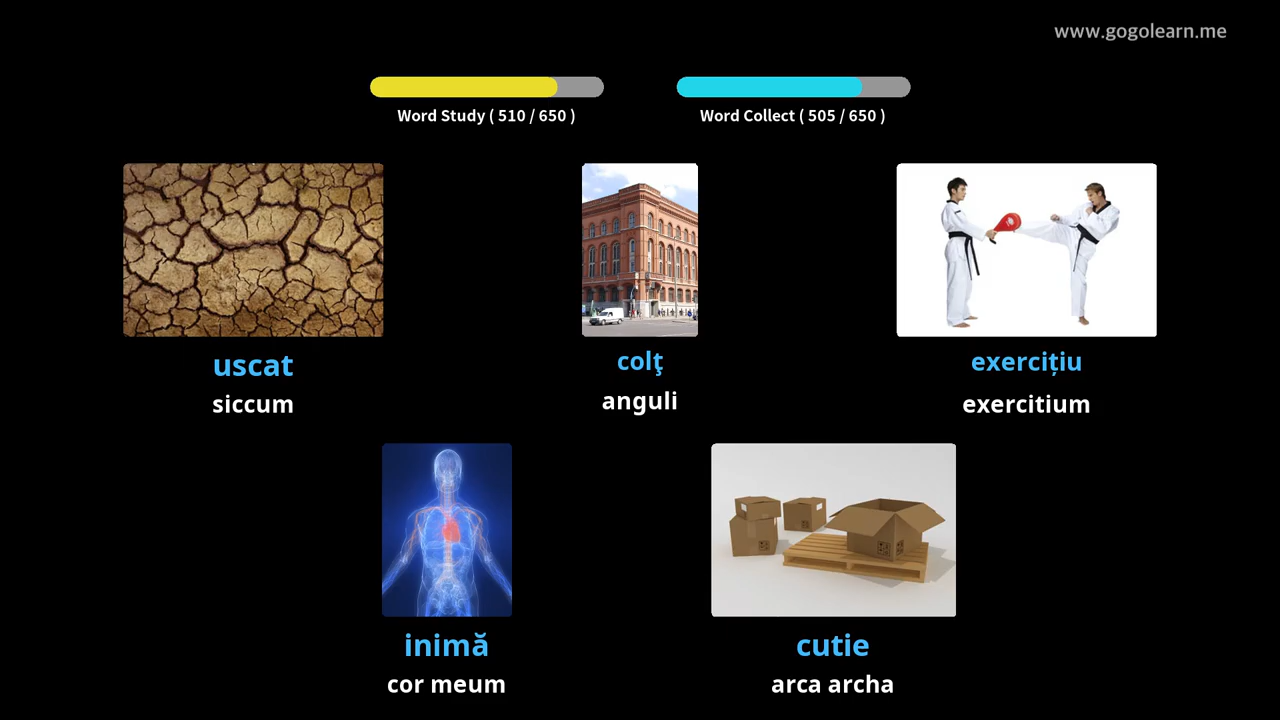 www.gogolearn.me
Word Study ( 510 / 650 )
Word Collect ( 505 / 650 )
uscat
siccum
colţ
anguli
exercițiu
exercitium
inimă
cor meum
cutie
arca archa